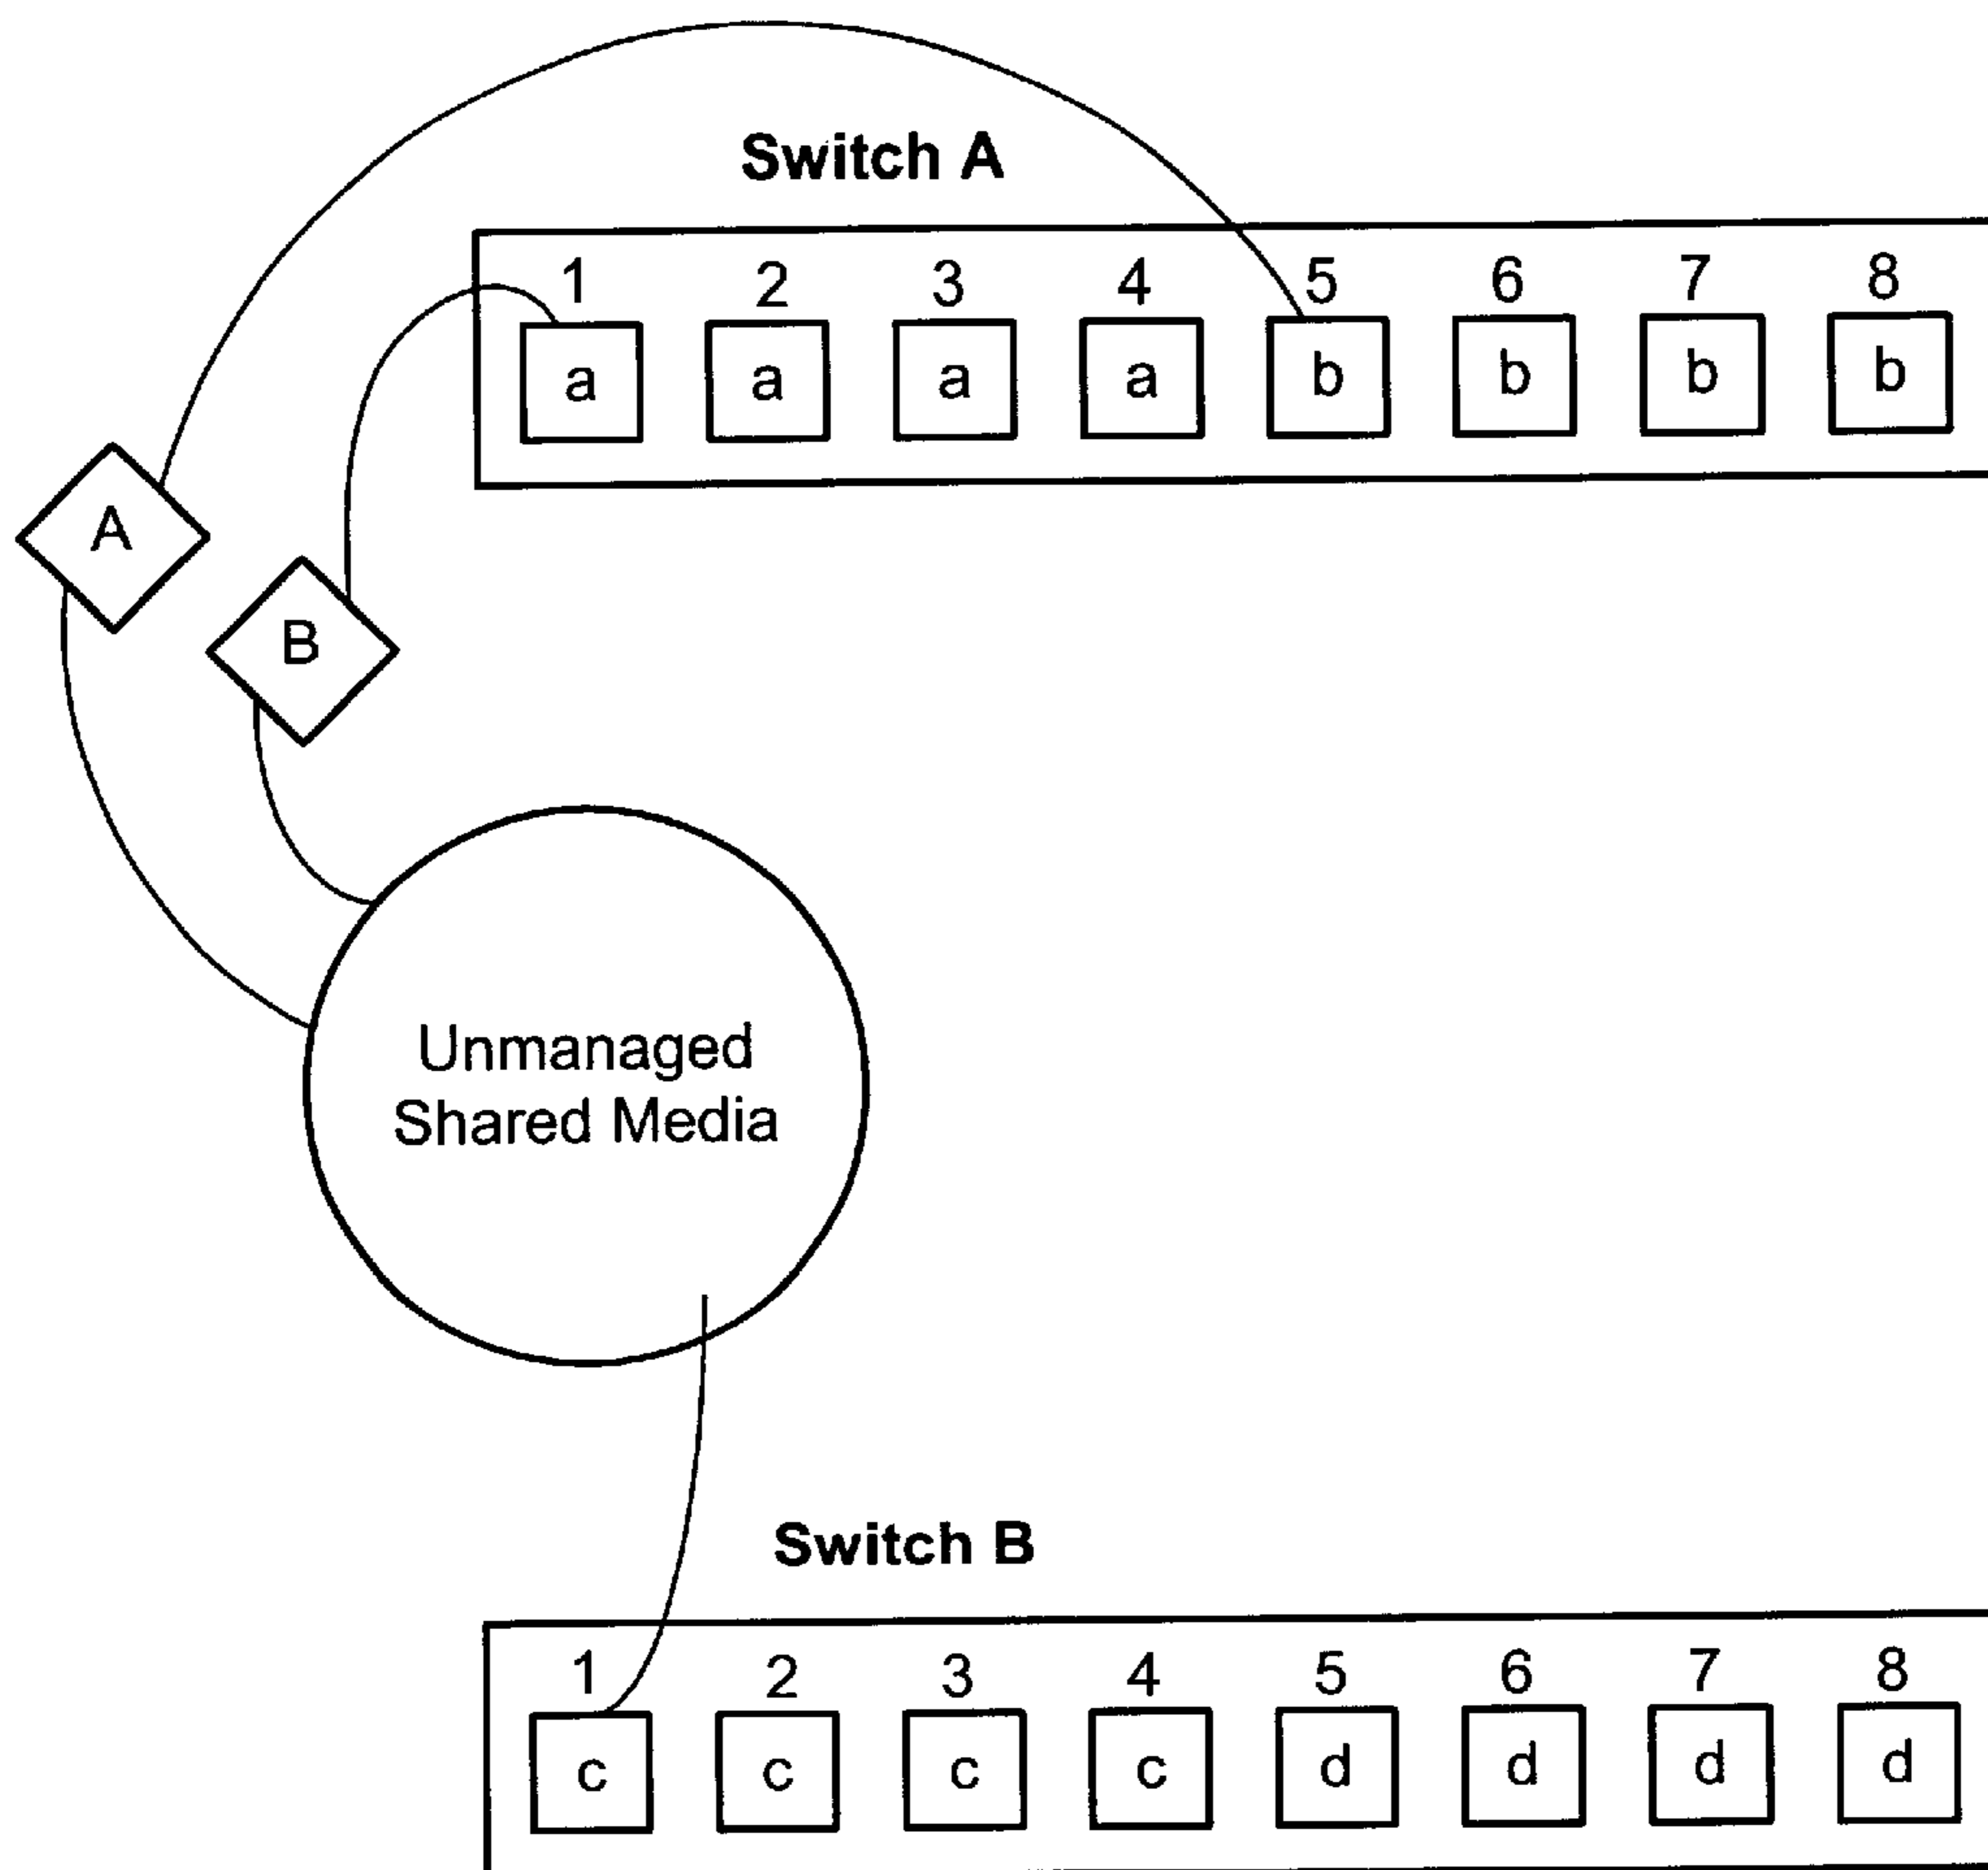 Switch A
1 2 3 4 5 6 7 8
a a a a b b b b
A
B
Unmanaged
Shared Media
Switch B
1 2 3 4 5 6 7 8
c c c c d d d d